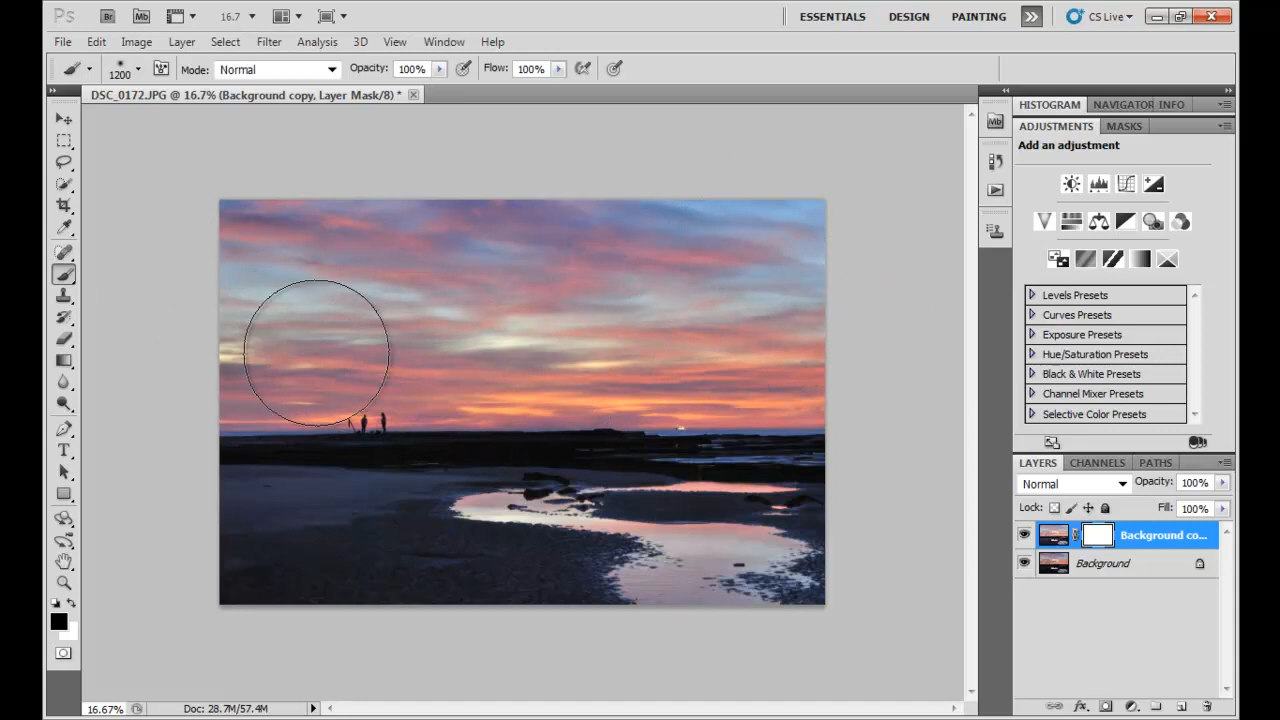 Ps Br Mb 16.7 ESSENTIALS DESIGN PAINTING CS Live
File Edit Image Layer Select Filter Analysis 3D View Window Help
1200 Mode: Normal Opacity: 100% Flow: 100%
DSC_0172.JPG @ 16.7% (Background copy, Layer Mask/8) *
HISTOGRAM NAVIGATOR INFO
Mb
ADJUSTMENTS MASKS
Add an adjustment
Levels Presets
Curves Presets
Exposure Presets
Hue/Saturation Presets
Black & White Presets
Channel Mixer Presets
Selective Color Presets
LAYERS CHANNELS PATHS
Normal Opacity: 100%
Lock: Fill: 100%
Background co...
Background
16.67% Doc: 28.7M/57.4M